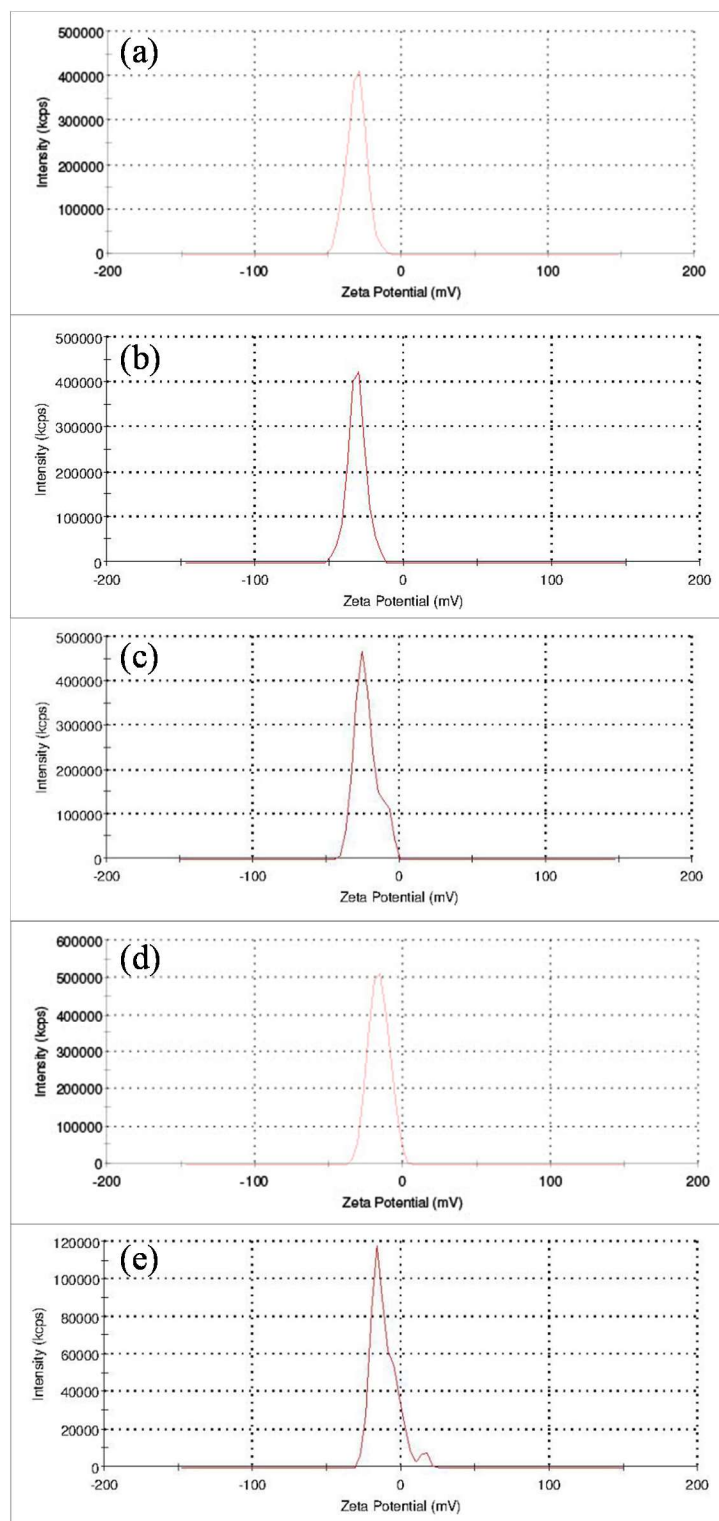 (a)
500000
400000
300000
200000
100000
0
Intensity (kcps)
-200 -100 0 100 200
Zeta Potential (mV)
(b)
500000
400000
300000
200000
100000
0
Intensity (kcps)
-200 -100 0 100 200
Zeta Potential (mV)
(c)
500000
400000
300000
200000
100000
0
Intensity (kcps)
-200 -100 0 100 200
Zeta Potential (mV)
(d)
600000
500000
400000
300000
200000
100000
0
Intensity (kcps)
-200 -100 0 100 200
Zeta Potential (mV)
(e)
120000
100000
80000
60000
40000
20000
0
Intensity (kcps)
-200 -100 0 100 200
Zeta Potential (mV)